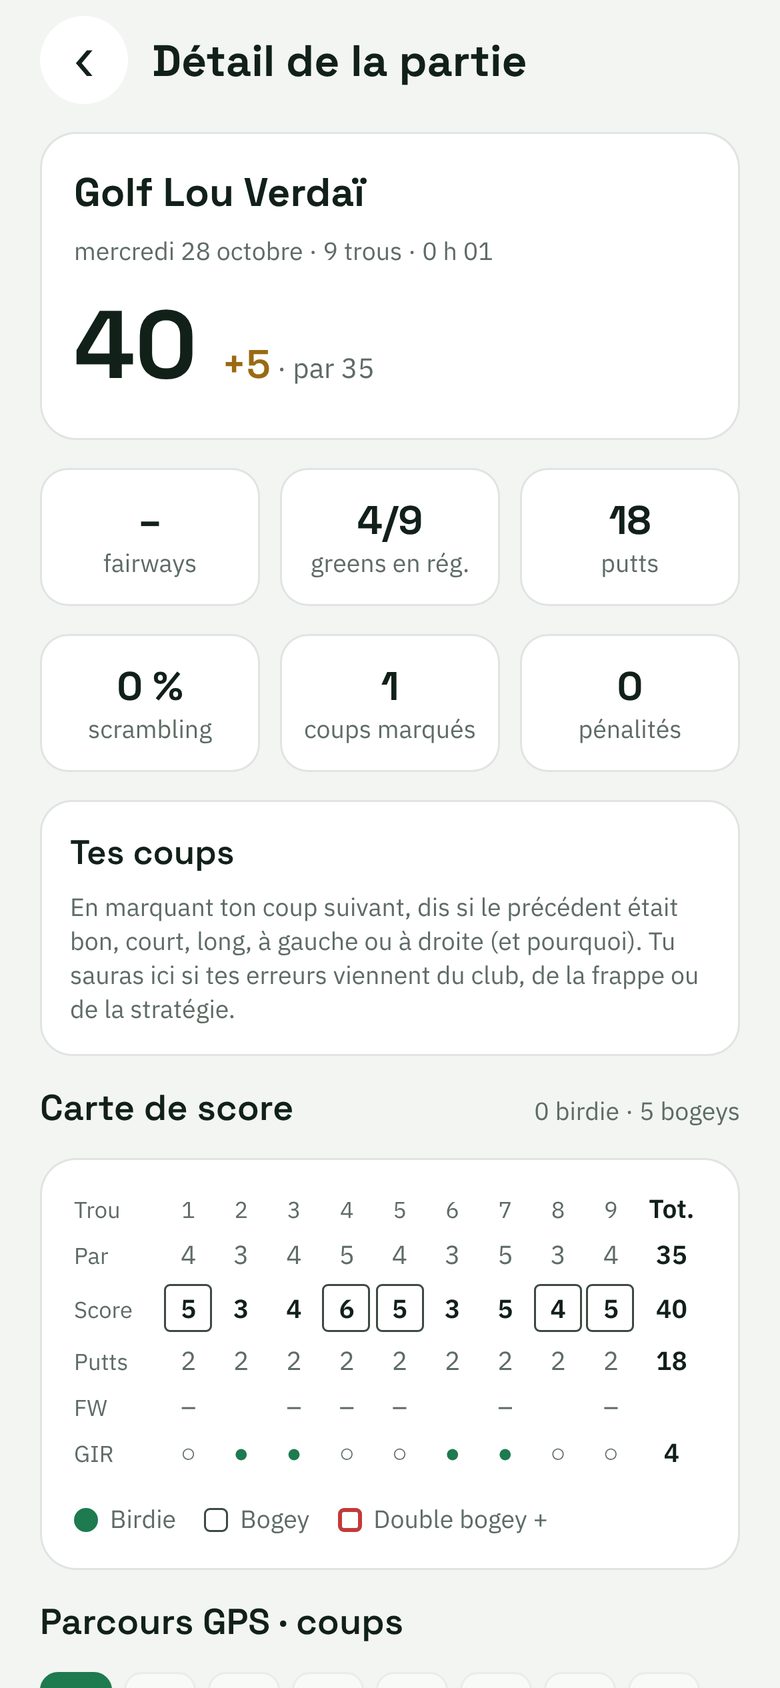 Détail de la partie
Golf Lou Verdaï
mercredi 28 octobre · 9 trous · 0 h 01
40 +5 · par 35
– 4/9 18
fairways greens en rég. putts
0 % 1 0
scrambling coups marqués pénalités
Tes coups
En marquant ton coup suivant, dis si le précédent était
bon, court, long, à gauche ou à droite (et pourquoi). Tu
sauras ici si tes erreurs viennent du club, de la frappe ou
de la stratégie.
Carte de score 0 birdie · 5 bogeys
Trou 1 2 3 4 5 6 7 8 9 Tot.
Par 4 3 4 5 4 3 5 3 4 35
Score 5 3 4 6 5 3 5 4 5 40
Putts 2 2 2 2 2 2 2 2 2 18
FW – – – – – –
GIR ○ ● ● ○ ○ ● ● ○ ○ 4
Birdie Bogey Double bogey +
Parcours GPS · coups